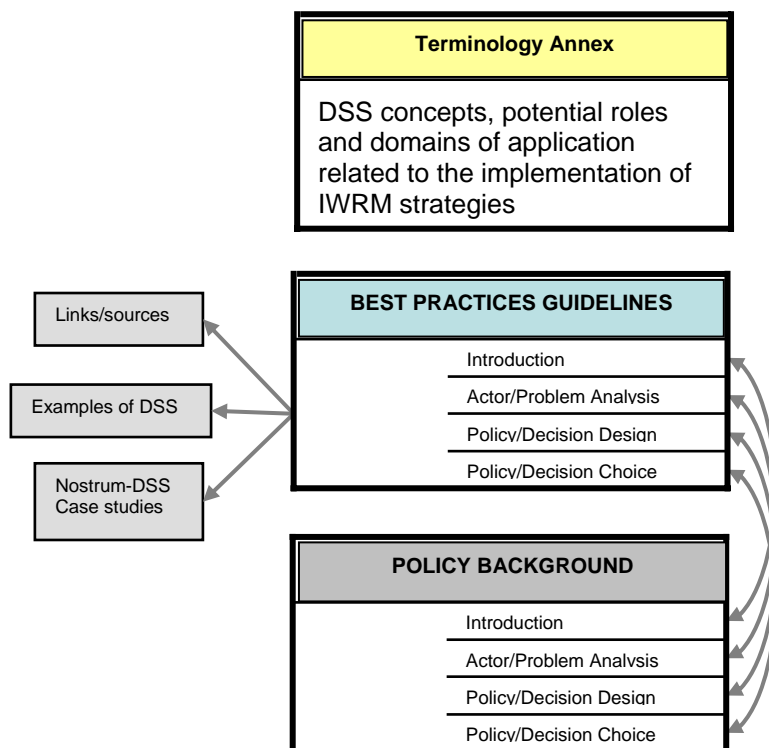 Terminology Annex
DSS concepts, potential roles
and domains of application
related to the implementation of
IWRM strategies
BEST PRACTICES GUIDELINES
Links/sources
Introduction
Actor/Problem Analysis
Examples of DSS
Policy/Decision Design
Policy/Decision Choice
Nostrum-DSS
Case studies
POLICY BACKGROUND
Introduction
Actor/Problem Analysis
Policy/Decision Design
Policy/Decision Choice